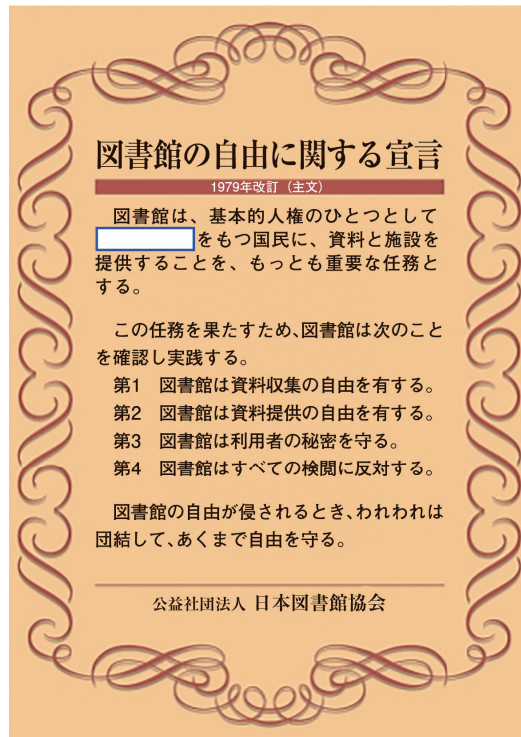 図書館の自由に関する宣言
1979年改訂（主文）
図書館は、基本的人権のひとつとして
をもつ国民に、資料と施設を
提供することを、もっとも重要な任務と
する。
この任務を果たすため、図書館は次のこと
を確認し実践する。
第1 図書館は資料収集の自由を有する。
第2 図書館は資料提供の自由を有する。
第3 図書館は利用者の秘密を守る。
第4 図書館はすべての検閲に反対する。
図書館の自由が侵されるとき、われわれは
団結して、あくまで自由を守る。
公益社団法人 日本図書館協会